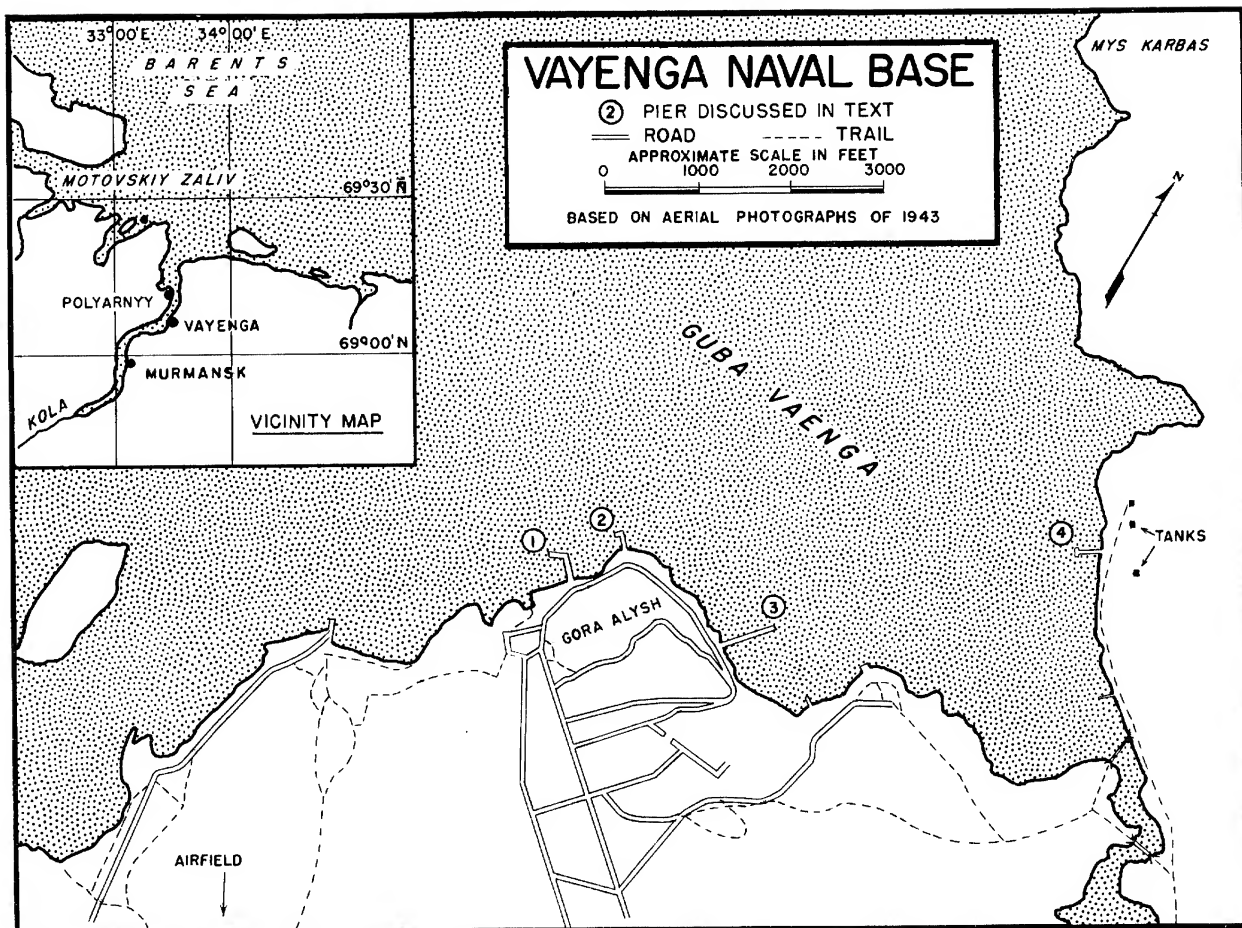 33°00'E 34°00'E
BARENTS
SEA
MOTOVSKIY ZALIV
69°30'N
POLYARNYY
VAYENGA
69°00'N
MURMANSK
KOLA
VICINITY MAP
VAYENGA NAVAL BASE
2 PIER DISCUSSED IN TEXT
ROAD TRAIL
APPROXIMATE SCALE IN FEET
0 1000 2000 3000
BASED ON AERIAL PHOTOGRAPHS OF 1943
MYS KARBAS
N
GUBA VAENGA
1
2
3
4
TANKS
GORA ALYSH
AIRFIELD